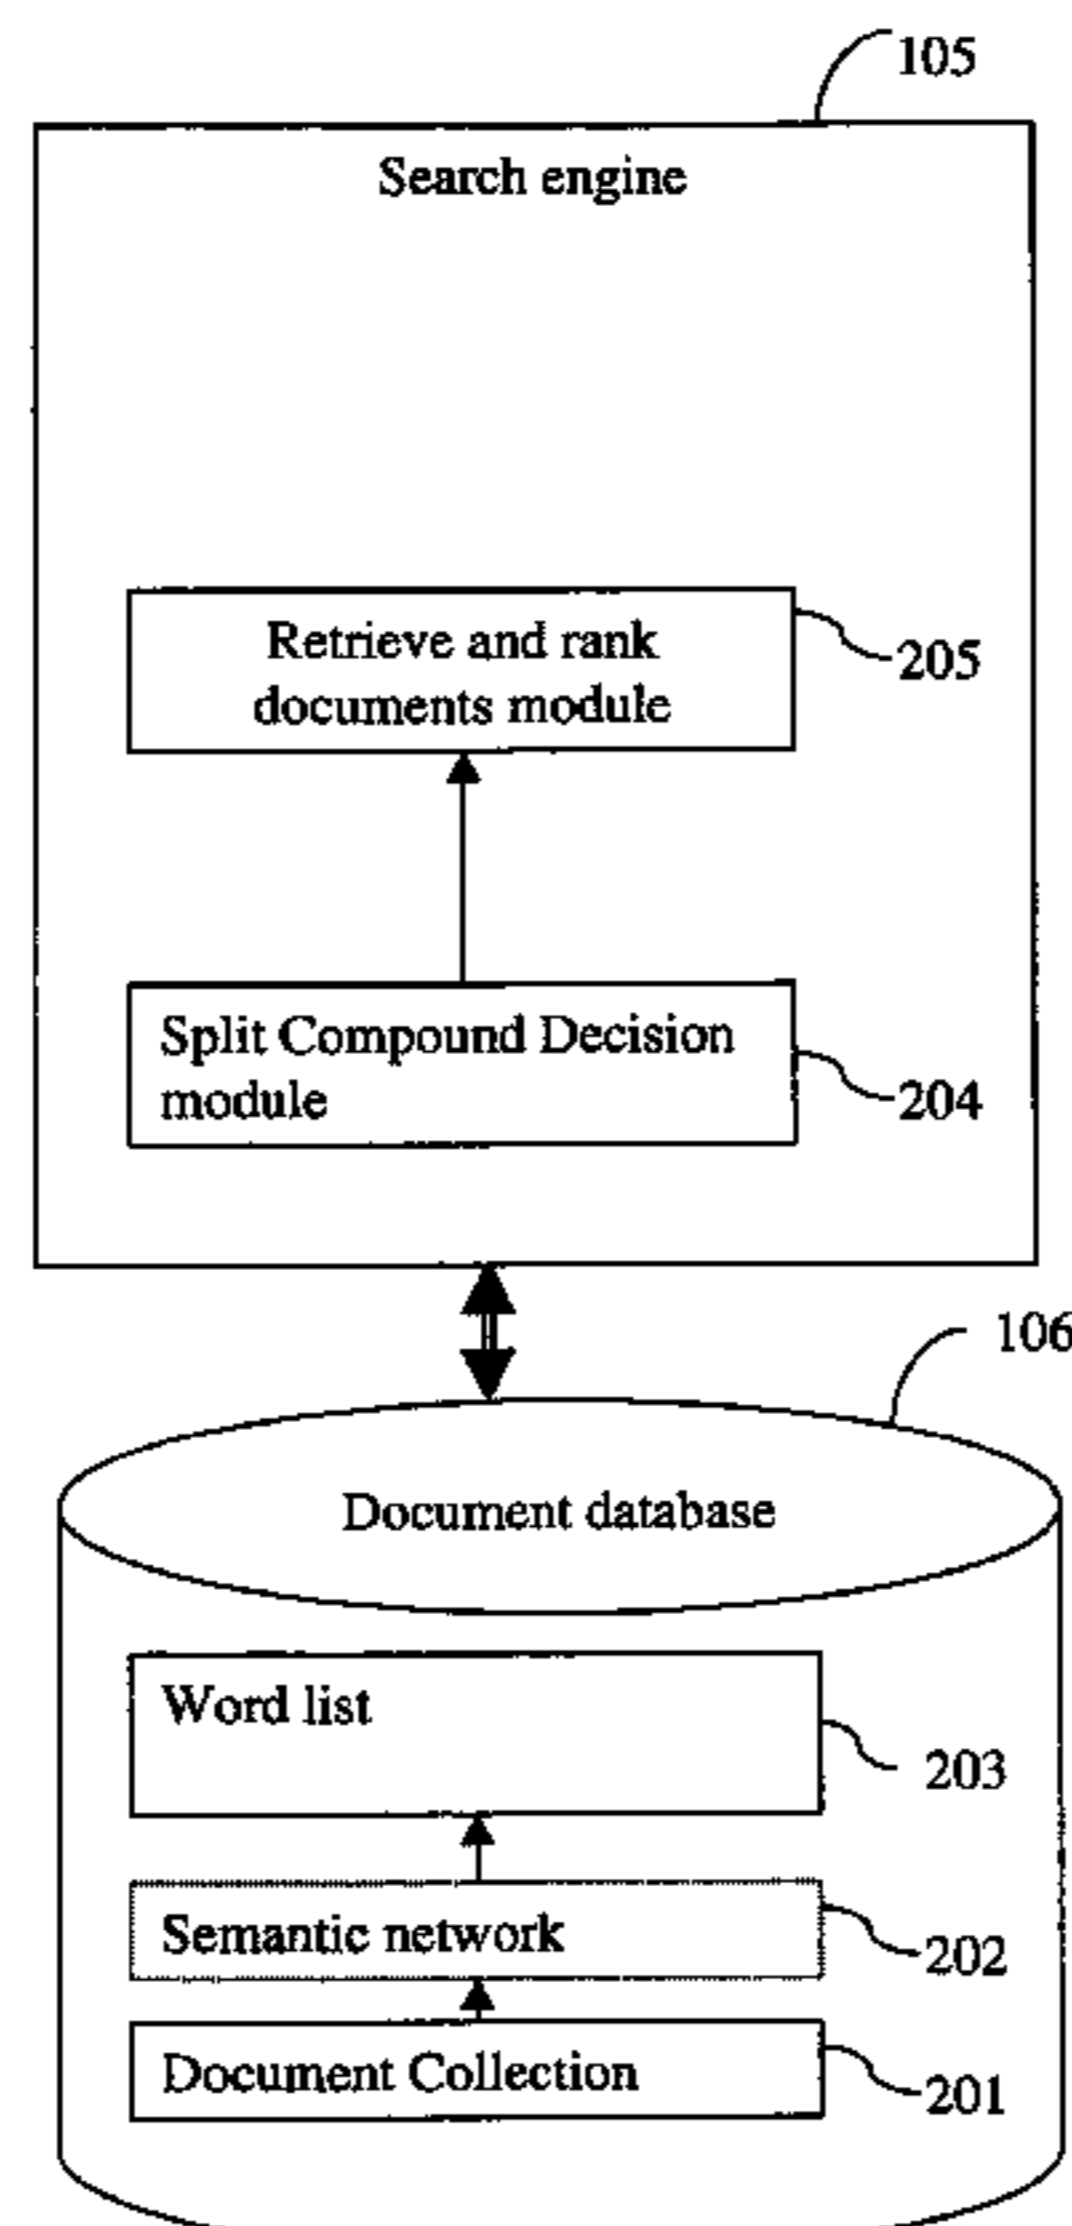 105
Search engine
Retrieve and rank
documents module
205
Split Compound Decision
module
204
106
Document database
Word list
203
Semantic network
202
Document Collection
201